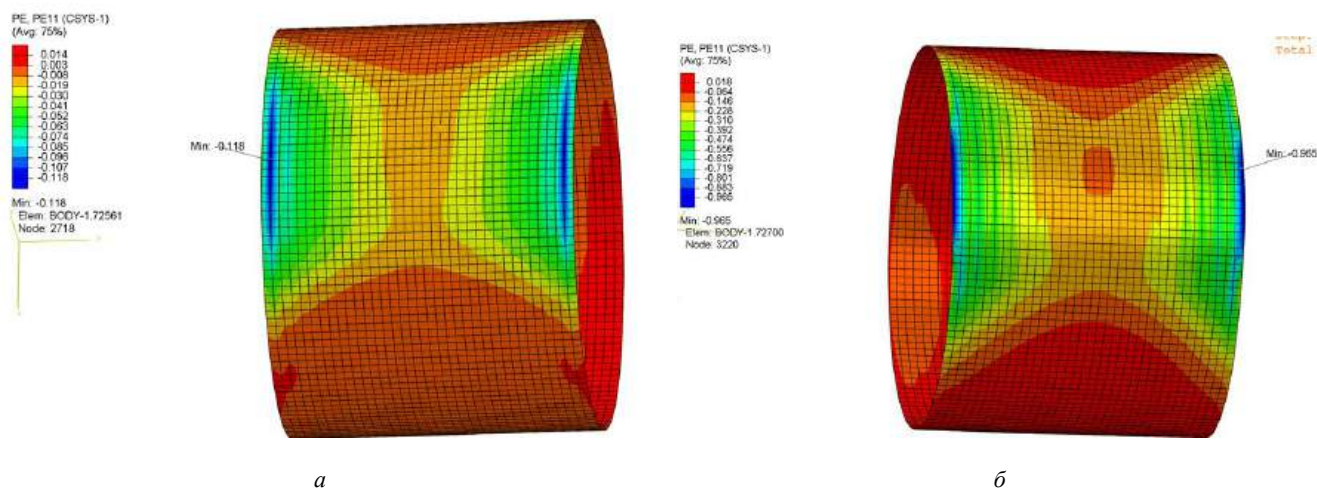 PE, PE11 (CSYS-1)
(Avg: 75%)
0.014
0.003
-0.008
-0.019
-0.030
-0.041
-0.052
-0.063
-0.074
-0.085
-0.096
-0.107
-0.118
Min: -0.118
Elem: BODY-1.72561
Node: 2718
Min: -0.118
PE, PE11 (CSYS-1)
(Avg: 75%)
0.018
-0.064
-0.146
-0.228
-0.310
-0.392
-0.474
-0.556
-0.637
-0.719
-0.801
-0.883
-0.965
Min: -0.965
Elem: BODY-1.72700
Node: 3220
Total
Min: -0.965
а
б